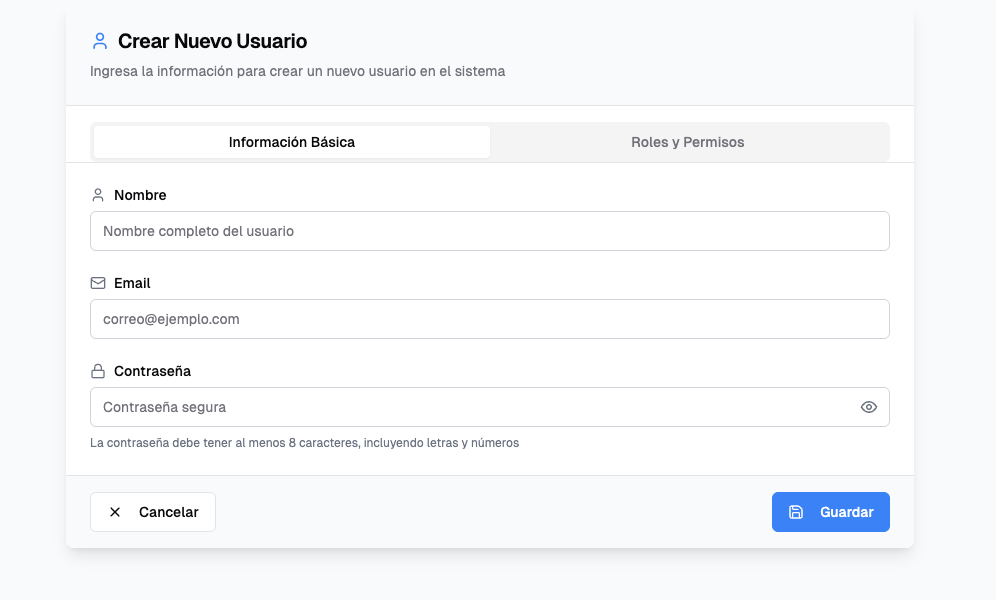 Crear Nuevo Usuario
Ingresa la información para crear un nuevo usuario en el sistema
Información Básica
Roles y Permisos
Nombre
Nombre completo del usuario
Email
correo@ejemplo.com
Contraseña
Contraseña segura
La contraseña debe tener al menos 8 caracteres, incluyendo letras y números
Cancelar
Guardar